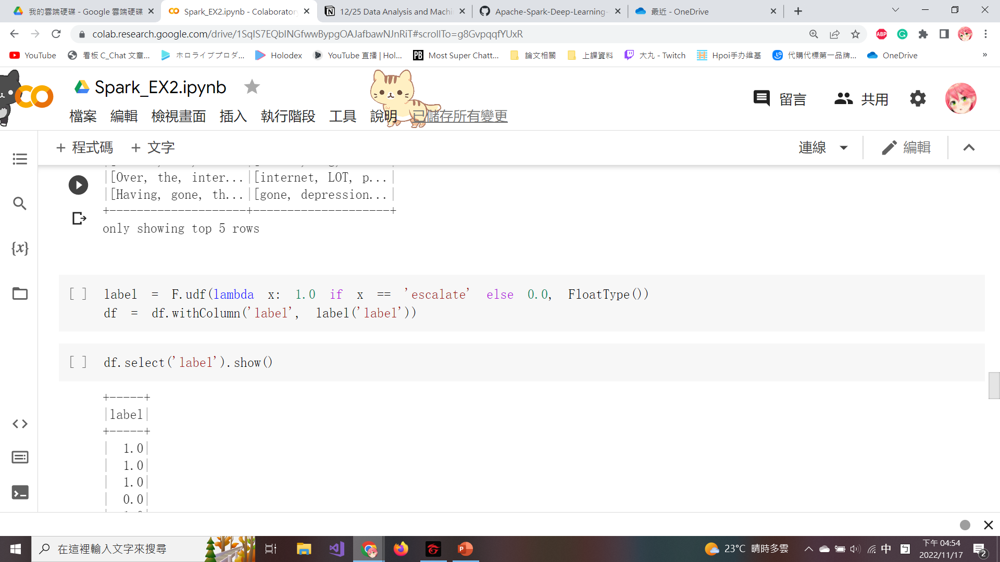 我的雲端硬碟 - Google 雲端硬碟
Spark_EX2.ipynb - Colaboratory
12/25 Data Analysis and Machi
Apache-Spark-Deep-Learning-
最近 - OneDrive
colab.research.google.com/drive/1SqIS7EQbINGfwwBypgOAJafbawNJnRiT#scrollTo=g8GvpqqfYUxR
ABP
YouTube
看板 C_Chat 文章...
ホロライブプロダ...
Holodex
YouTube 直播 | Hol...
PB Most Super Chatt...
論文相關
上課資料
大丸 - Twitch
Hpoi手办维基
代購代標第一品牌...
OneDrive
»
Spark_EX2.ipynb
留言
共用
檔案 編輯 檢視畫面 插入 執行階段 工具 說明 已儲存所有變更
+ 程式碼 + 文字
連線
編輯
|[Over, the, inter...|[internet, LOT, p...|
|[Having, gone, th...|[gone, depression...|
+--------------------+--------------------+
only showing top 5 rows
{x}
[ ] label = F.udf(lambda x: 1.0 if x == 'escalate' else 0.0, FloatType())
df = df.withColumn('label', label('label'))
[ ] df.select('label').show()
+-----+
|label|
+-----+
| 1.0|
| 1.0|
| 1.0|
| 0.0|
在這裡輸入文字來搜尋
23°C 晴時多雲
中
下午 04:54
2022/11/17
2